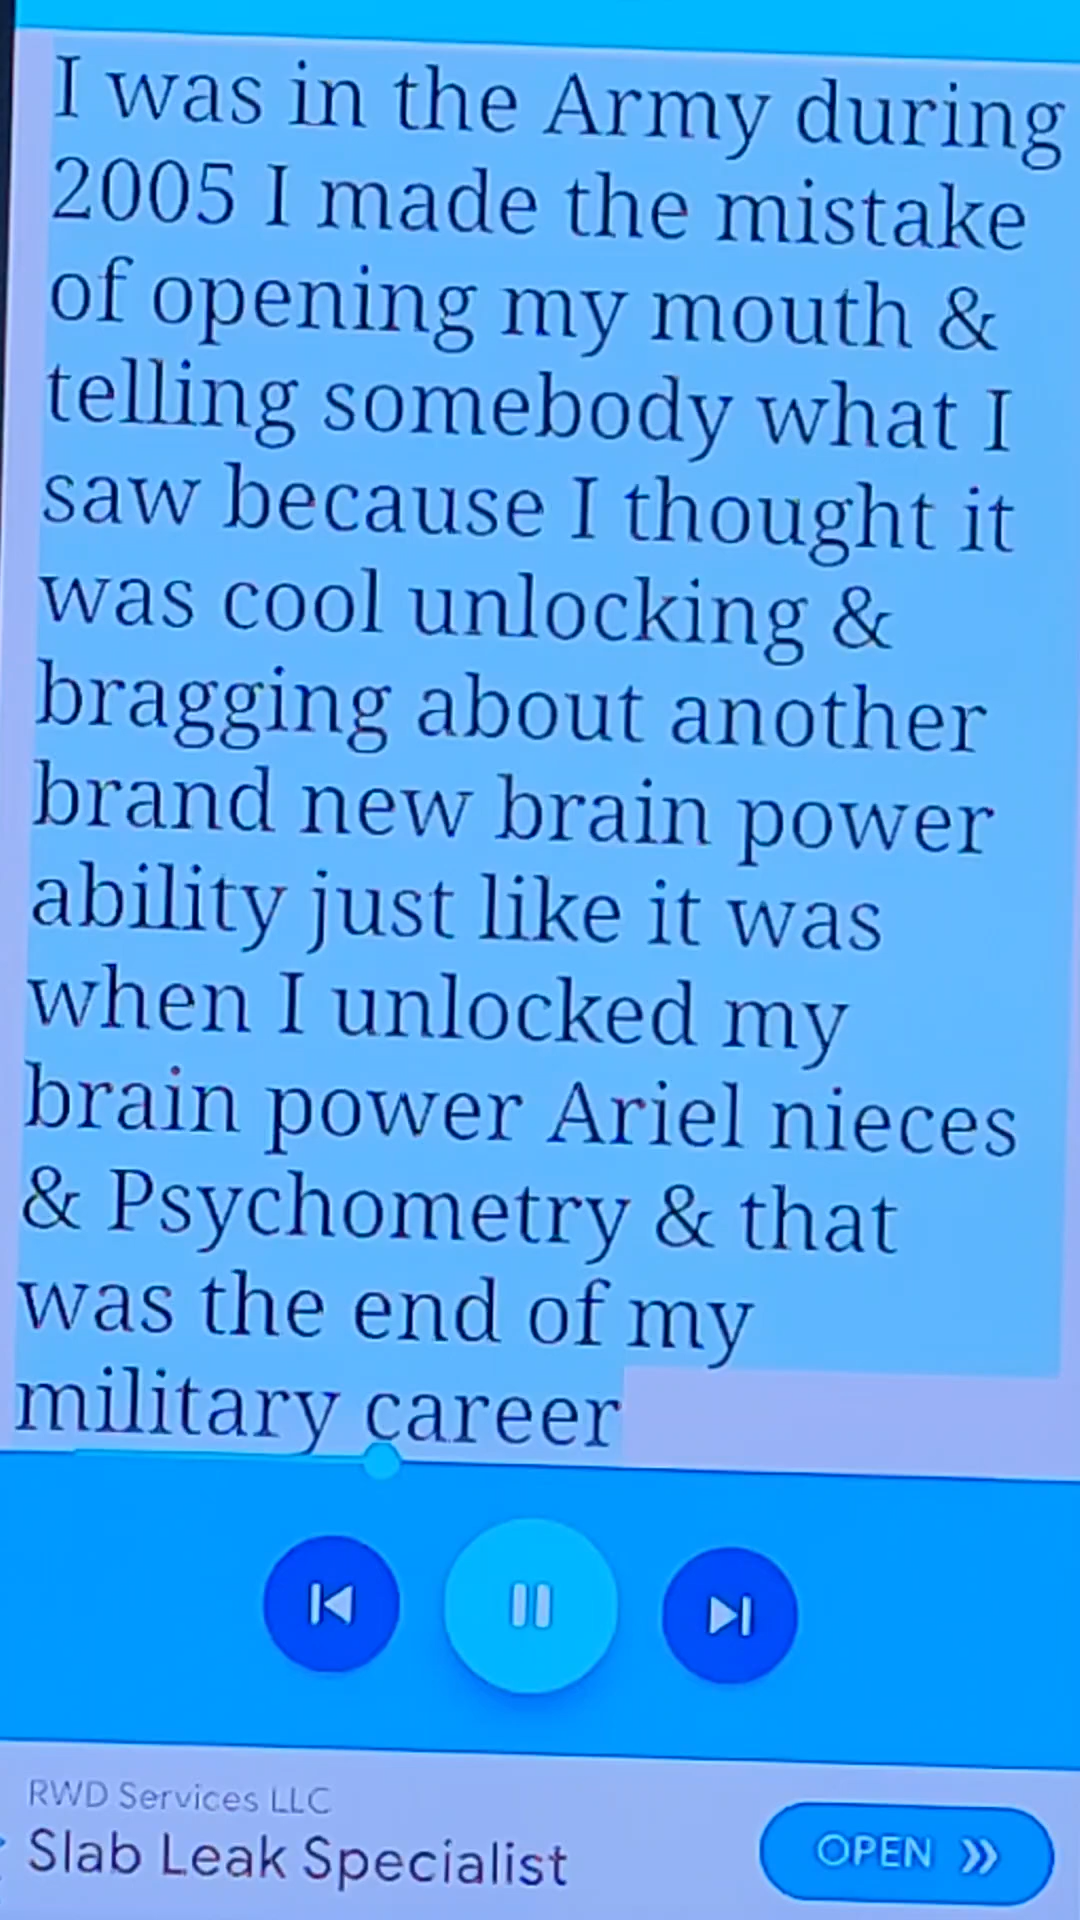 I was in the Army during
2005 I made the mistake
of opening my mouth &
telling somebody what I
saw because I thought it
was cool unlocking &
bragging about another
brand new brain power
ability just like it was
when I unlocked my
brain power Ariel nieces
& Psychometry & that
was the end of my
military career
RWD Services LLC
Slab Leak Specialist
OPEN »